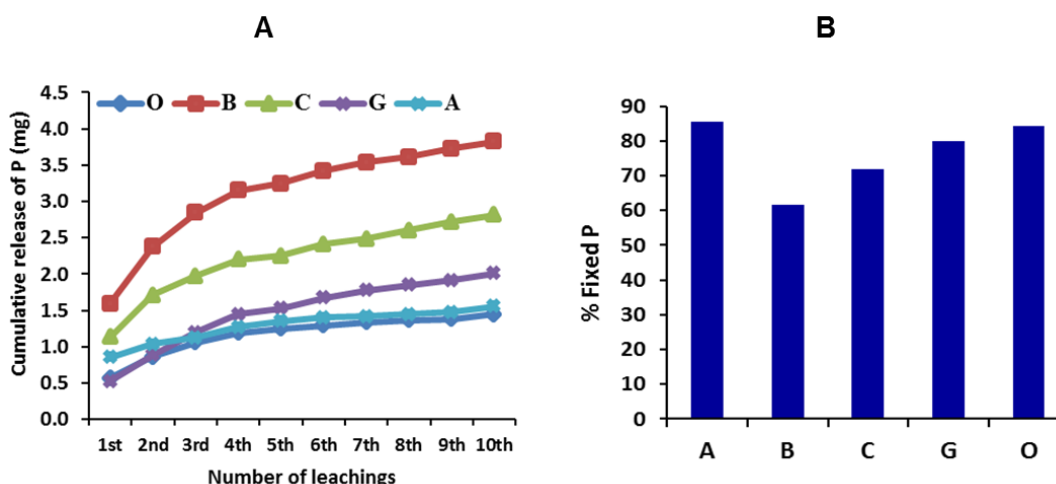 A
B
Cumulative release of P (mg)
4.5
4.0
3.5
3.0
2.5
2.0
1.5
1.0
0.5
0.0
O B C G A
1st 2nd 3rd 4th 5th 6th 7th 8th 9th 10th
Number of leachings
% Fixed P
90
80
70
60
50
40
30
20
10
0
A B C G O